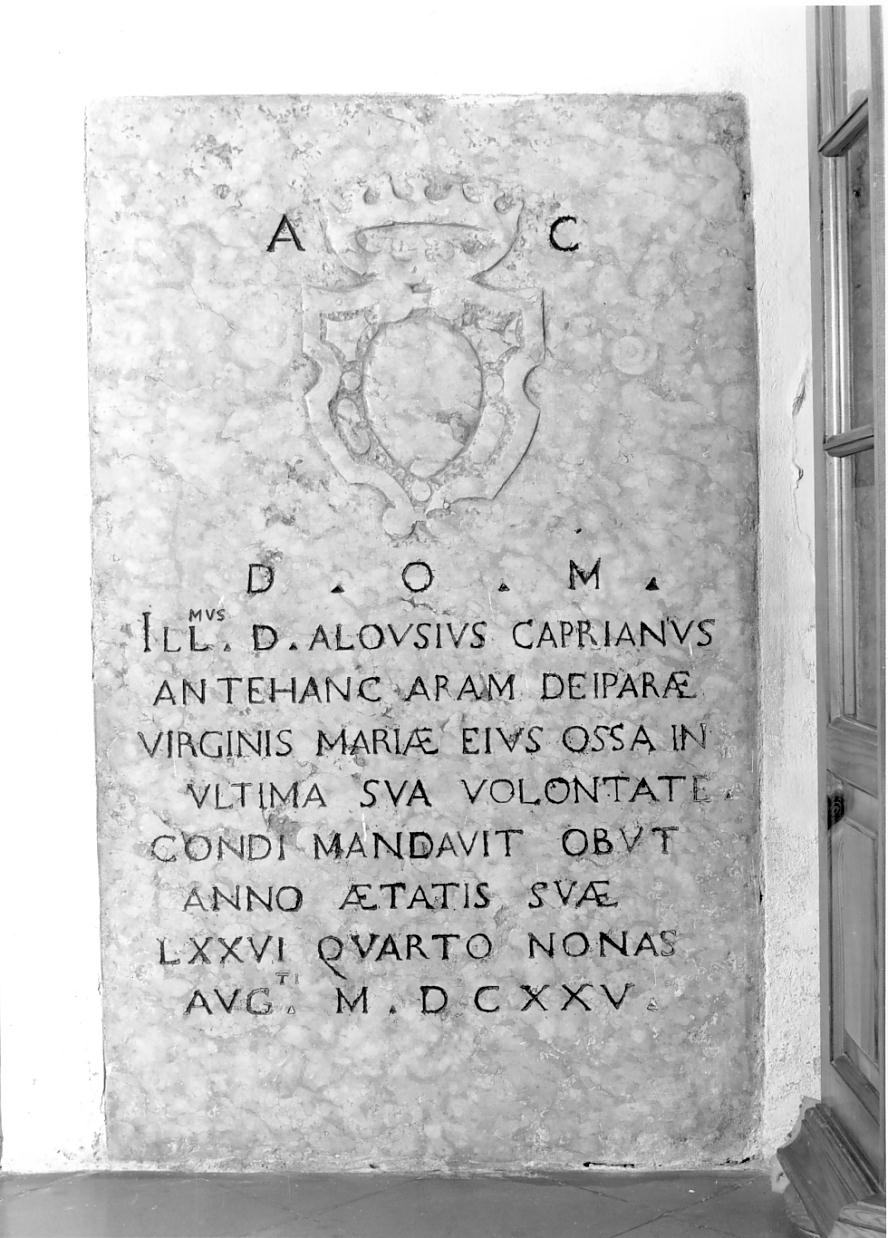 A C
D . O . M .
ILL.MVS D. ALOVSIVS CAPRIANVS
ANTEHANC ARAM DEIPARÆ
VIRGINIS MARIÆ EIVS OSSA IN
VLTIMA SVA VOLONTATE.
CONDI MANDAVIT OBVT
ANNO ÆTATIS SVÆ
LXXVI QVARTO NONAS
AVG.TI M . DCXXV.